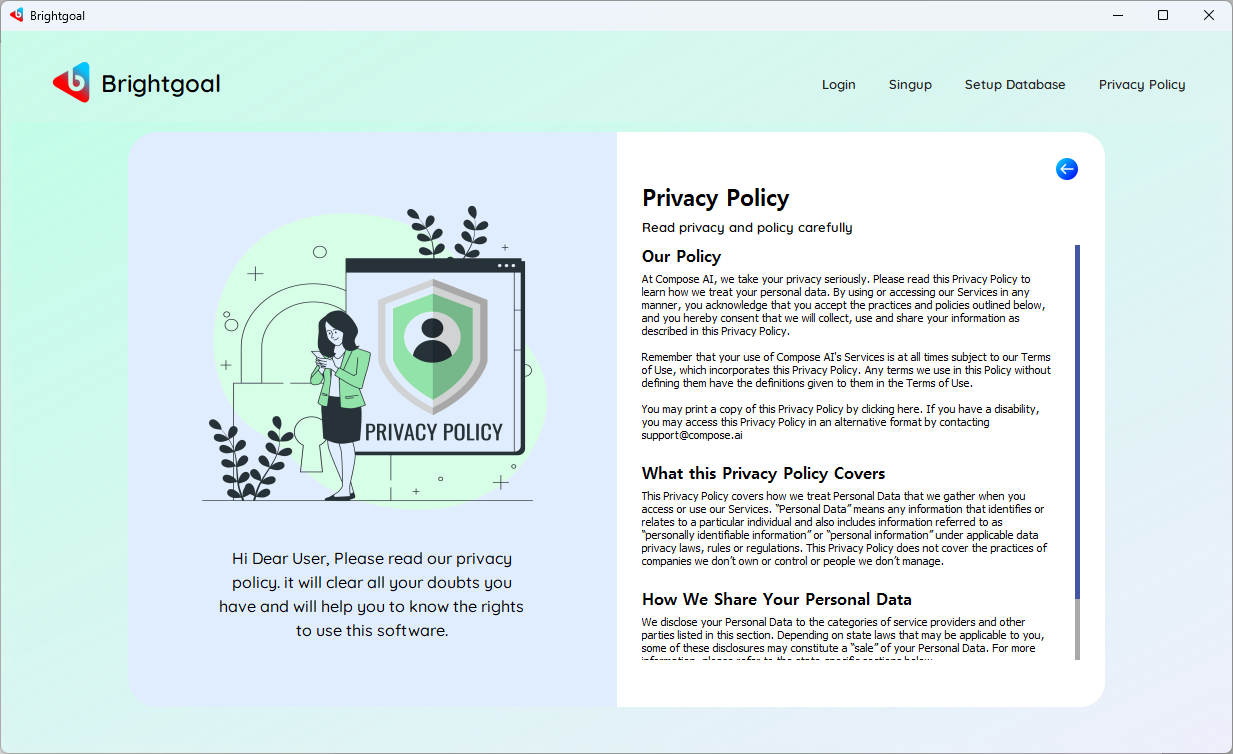 Brightgoal
Brightgoal
Login Singup Setup Database Privacy Policy
PRIVACY POLICY
Hi Dear User, Please read our privacy
policy. it will clear all your doubts you
have and will help you to know the rights
to use this software.
Privacy Policy
Read privacy and policy carefully
Our Policy
At Compose AI, we take your privacy seriously. Please read this Privacy Policy to
learn how we treat your personal data. By using or accessing our Services in any
manner, you acknowledge that you accept the practices and policies outlined below,
and you hereby consent that we will collect, use and share your information as
described in this Privacy Policy.
Remember that your use of Compose AI's Services is at all times subject to our Terms
of Use, which incorporates this Privacy Policy. Any terms we use in this Policy without
defining them have the definitions given to them in the Terms of Use.
You may print a copy of this Privacy Policy by clicking here. If you have a disability,
you may access this Privacy Policy in an alternative format by contacting
support@compose.ai
What this Privacy Policy Covers
This Privacy Policy covers how we treat Personal Data that we gather when you
access or use our Services. “Personal Data” means any information that identifies or
relates to a particular individual and also includes information referred to as
“personally identifiable information” or “personal information” under applicable data
privacy laws, rules or regulations. This Privacy Policy does not cover the practices of
companies we don’t own or control or people we don’t manage.
How We Share Your Personal Data
We disclose your Personal Data to the categories of service providers and other
parties listed in this section. Depending on state laws that may be applicable to you,
some of these disclosures may constitute a “sale” of your Personal Data. For more
information, please refer to the state-specific sections below.